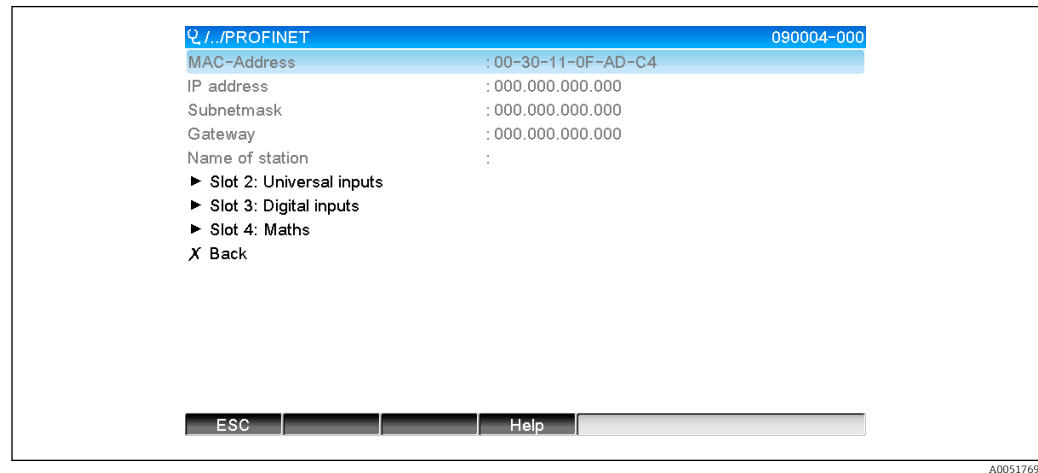 /../PROFINET 090004-000
MAC-Address : 00-30-11-0F-AD-C4
IP address : 000.000.000.000
Subnetmask : 000.000.000.000
Gateway : 000.000.000.000
Name of station :
► Slot 2: Universal inputs
► Slot 3: Digital inputs
► Slot 4: Maths
X Back
ESC Help
A0051769